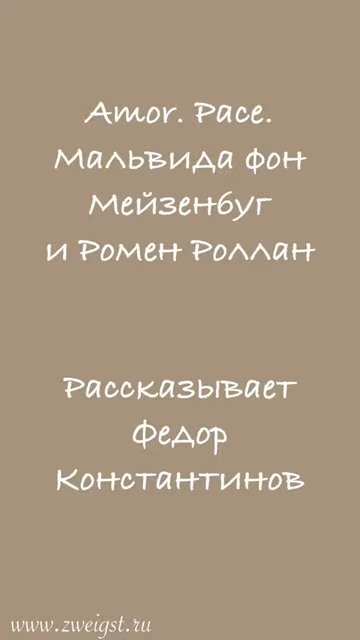 Amor. Pace.
Мальвида фон
Мейзенбуг
и Ромен Роллан
Рассказывает
Федор
Константинов
www.zweigst.ru